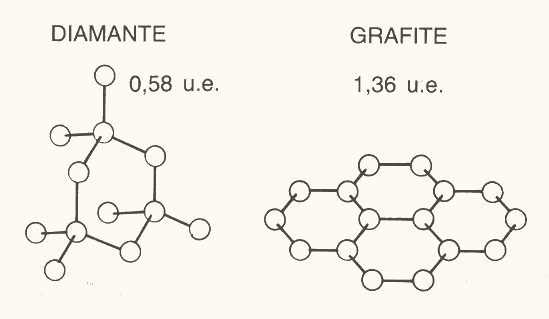 DIAMANTE
0,58 u.e.
GRAFITE
1,36 u.e.